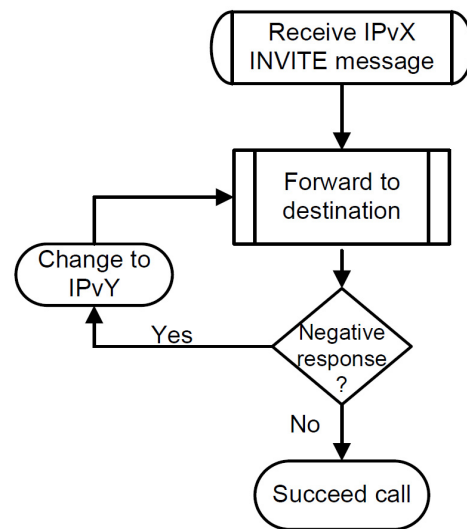 Receive IPvX
INVITE message
Forward to
destination
Change to
IPvY
Yes
Negative
response
?
No
Succeed call